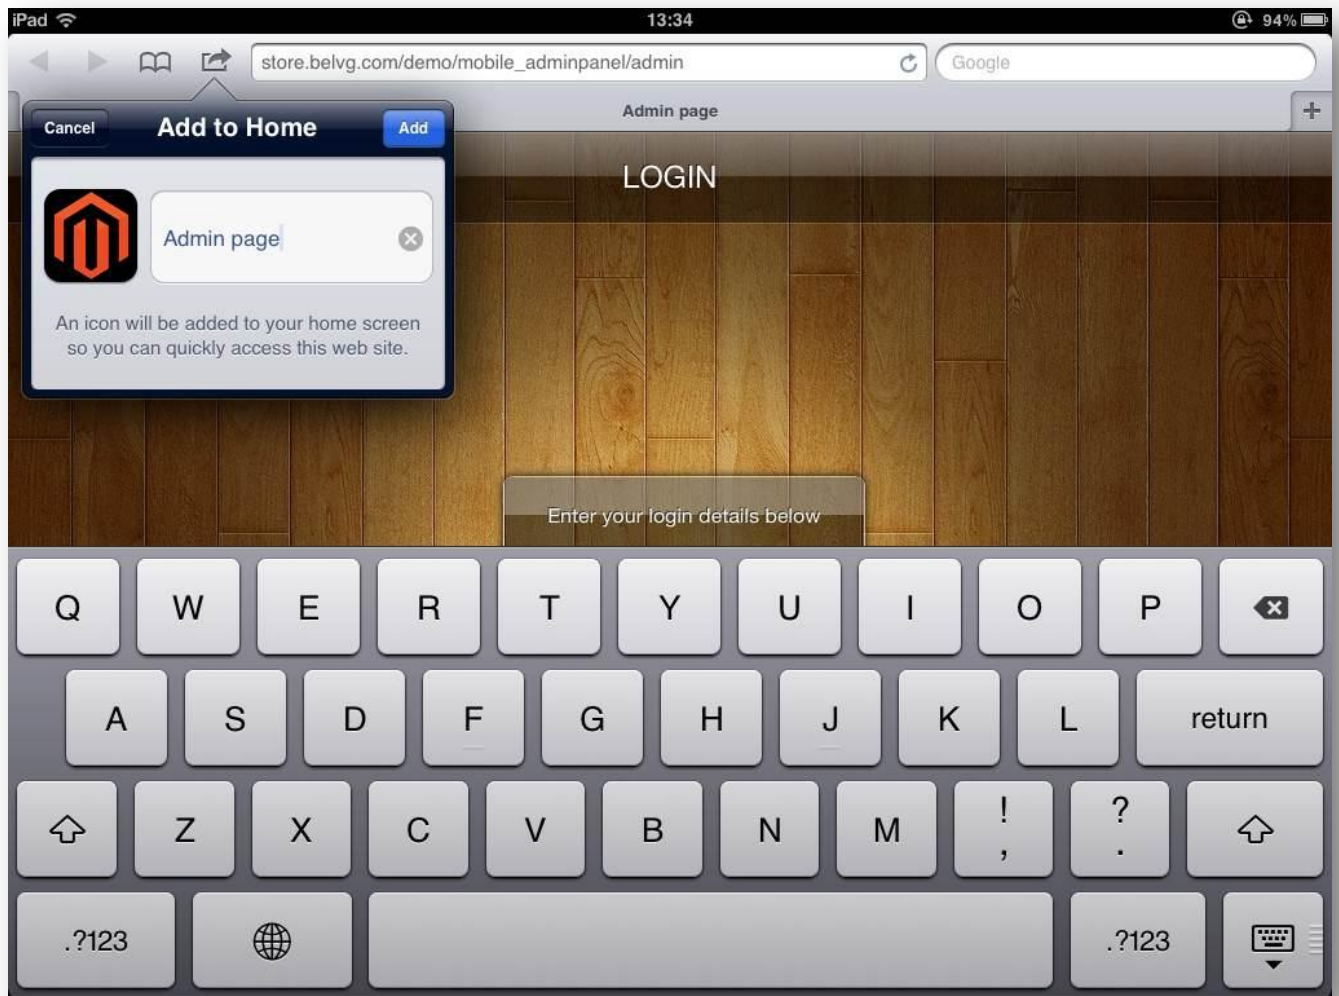 iPad 13:34 94%
store.belvg.com/demo/mobile_adminpanel/admin Google
Admin page
Cancel Add to Home Add
LOGIN
Admin page
An icon will be added to your home screen
so you can quickly access this web site.
Enter your login details below
Q W E R T Y U I O P
A S D F G H J K L return
Z X C V B N M ! , ? .
.?123 .?123